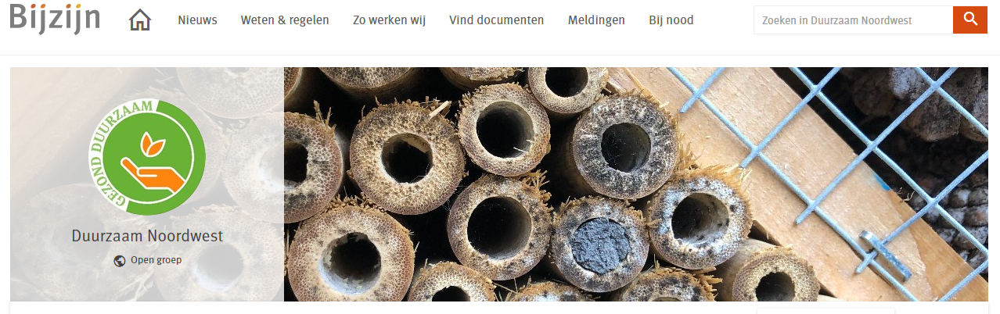 Bijzijn
Nieuws
Weten & regelen
Zo werken wij
Vind documenten
Meldingen
Bij nood
Zoeken in Duurzaam Noordwest
GEZOND DUURZAAM
Duurzaam Noordwest
Open groep